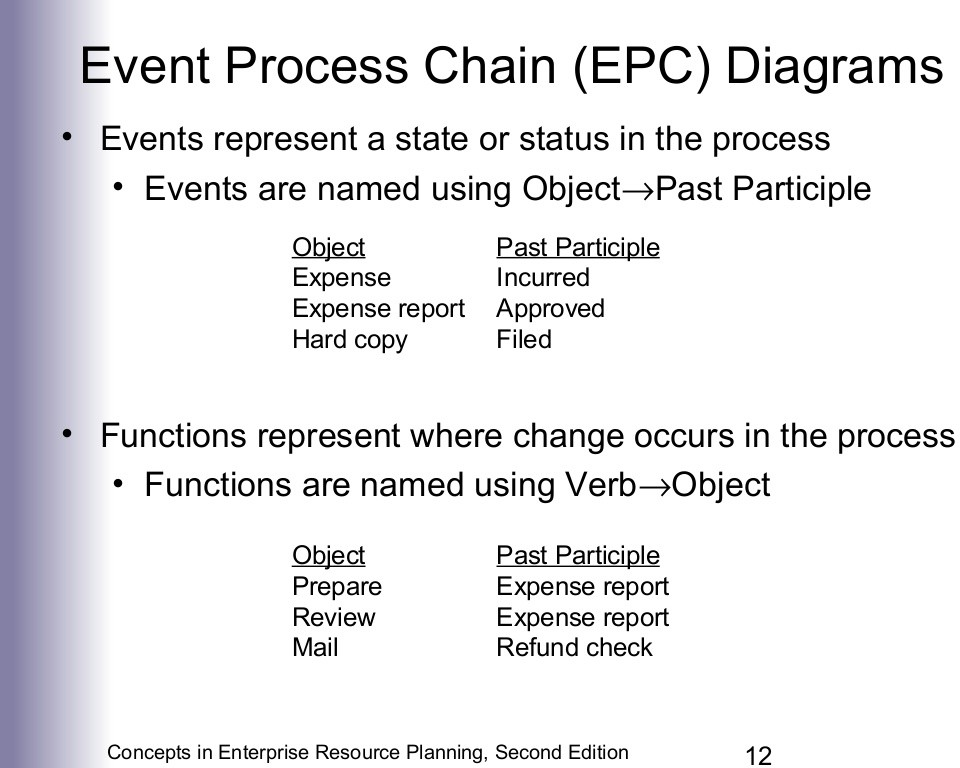 Event Process Chain (EPC) Diagrams
• Events represent a state or status in the process
• Events are named using Object→Past Participle
Object Past Participle
Expense Incurred
Expense report Approved
Hard copy Filed
• Functions represent where change occurs in the process
• Functions are named using Verb→Object
Object Past Participle
Prepare Expense report
Review Expense report
Mail Refund check
Concepts in Enterprise Resource Planning, Second Edition 12